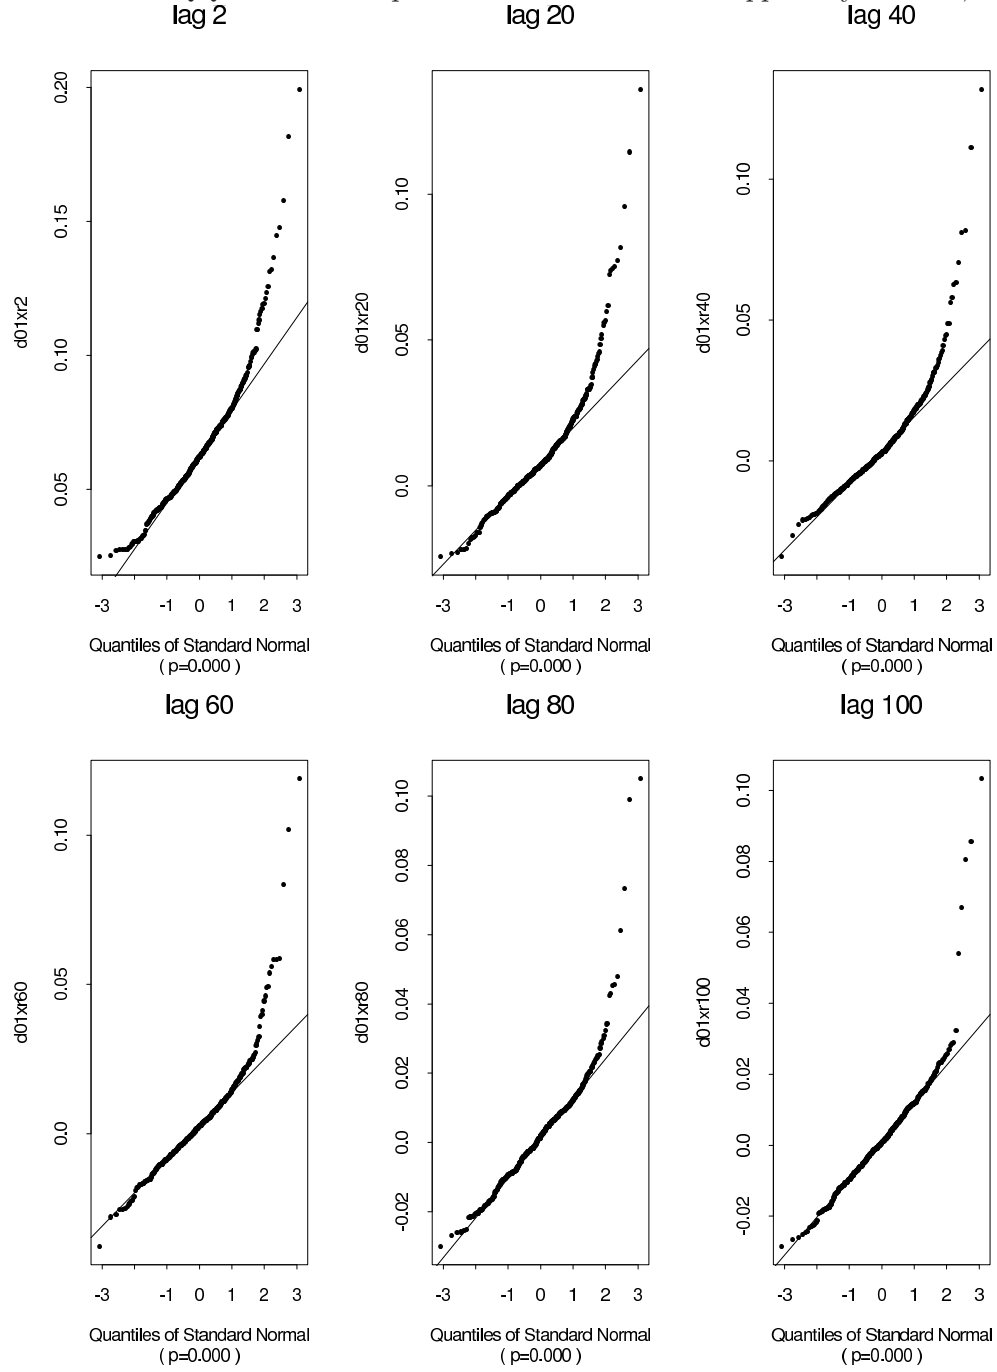 lag 2 lag 20 lag 40
0.20
0.15
0.10
0.05
d01xr2
-3 -1 0 1 2 3
Quantiles of Standard Normal
( p=0.000 )
0.10
0.05
0.0
d01xr20
-3 -1 0 1 2 3
Quantiles of Standard Normal
( p=0.000 )
0.10
0.05
0.0
d01xr40
-3 -1 0 1 2 3
Quantiles of Standard Normal
( p=0.000 )
lag 60 lag 80 lag 100
0.10
0.05
0.0
d01xr60
-3 -1 0 1 2 3
Quantiles of Standard Normal
( p=0.000 )
0.10
0.08
0.06
0.04
0.02
0.0
-0.02
d01xr80
-3 -1 0 1 2 3
Quantiles of Standard Normal
( p=0.000 )
0.10
0.08
0.06
0.04
0.02
0.0
-0.02
d01xr100
-3 -1 0 1 2 3
Quantiles of Standard Normal
( p=0.000 )